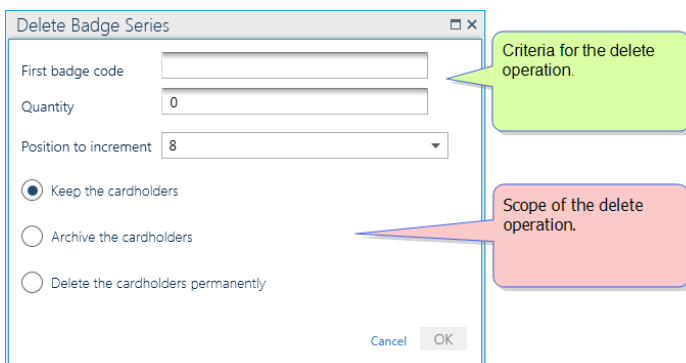 Delete Badge Series
First badge code
Quantity
0
Position to increment
8
Keep the cardholders
Archive the cardholders
Delete the cardholders permanently
Cancel
OK
Criteria for the delete
operation.
Scope of the delete
operation.